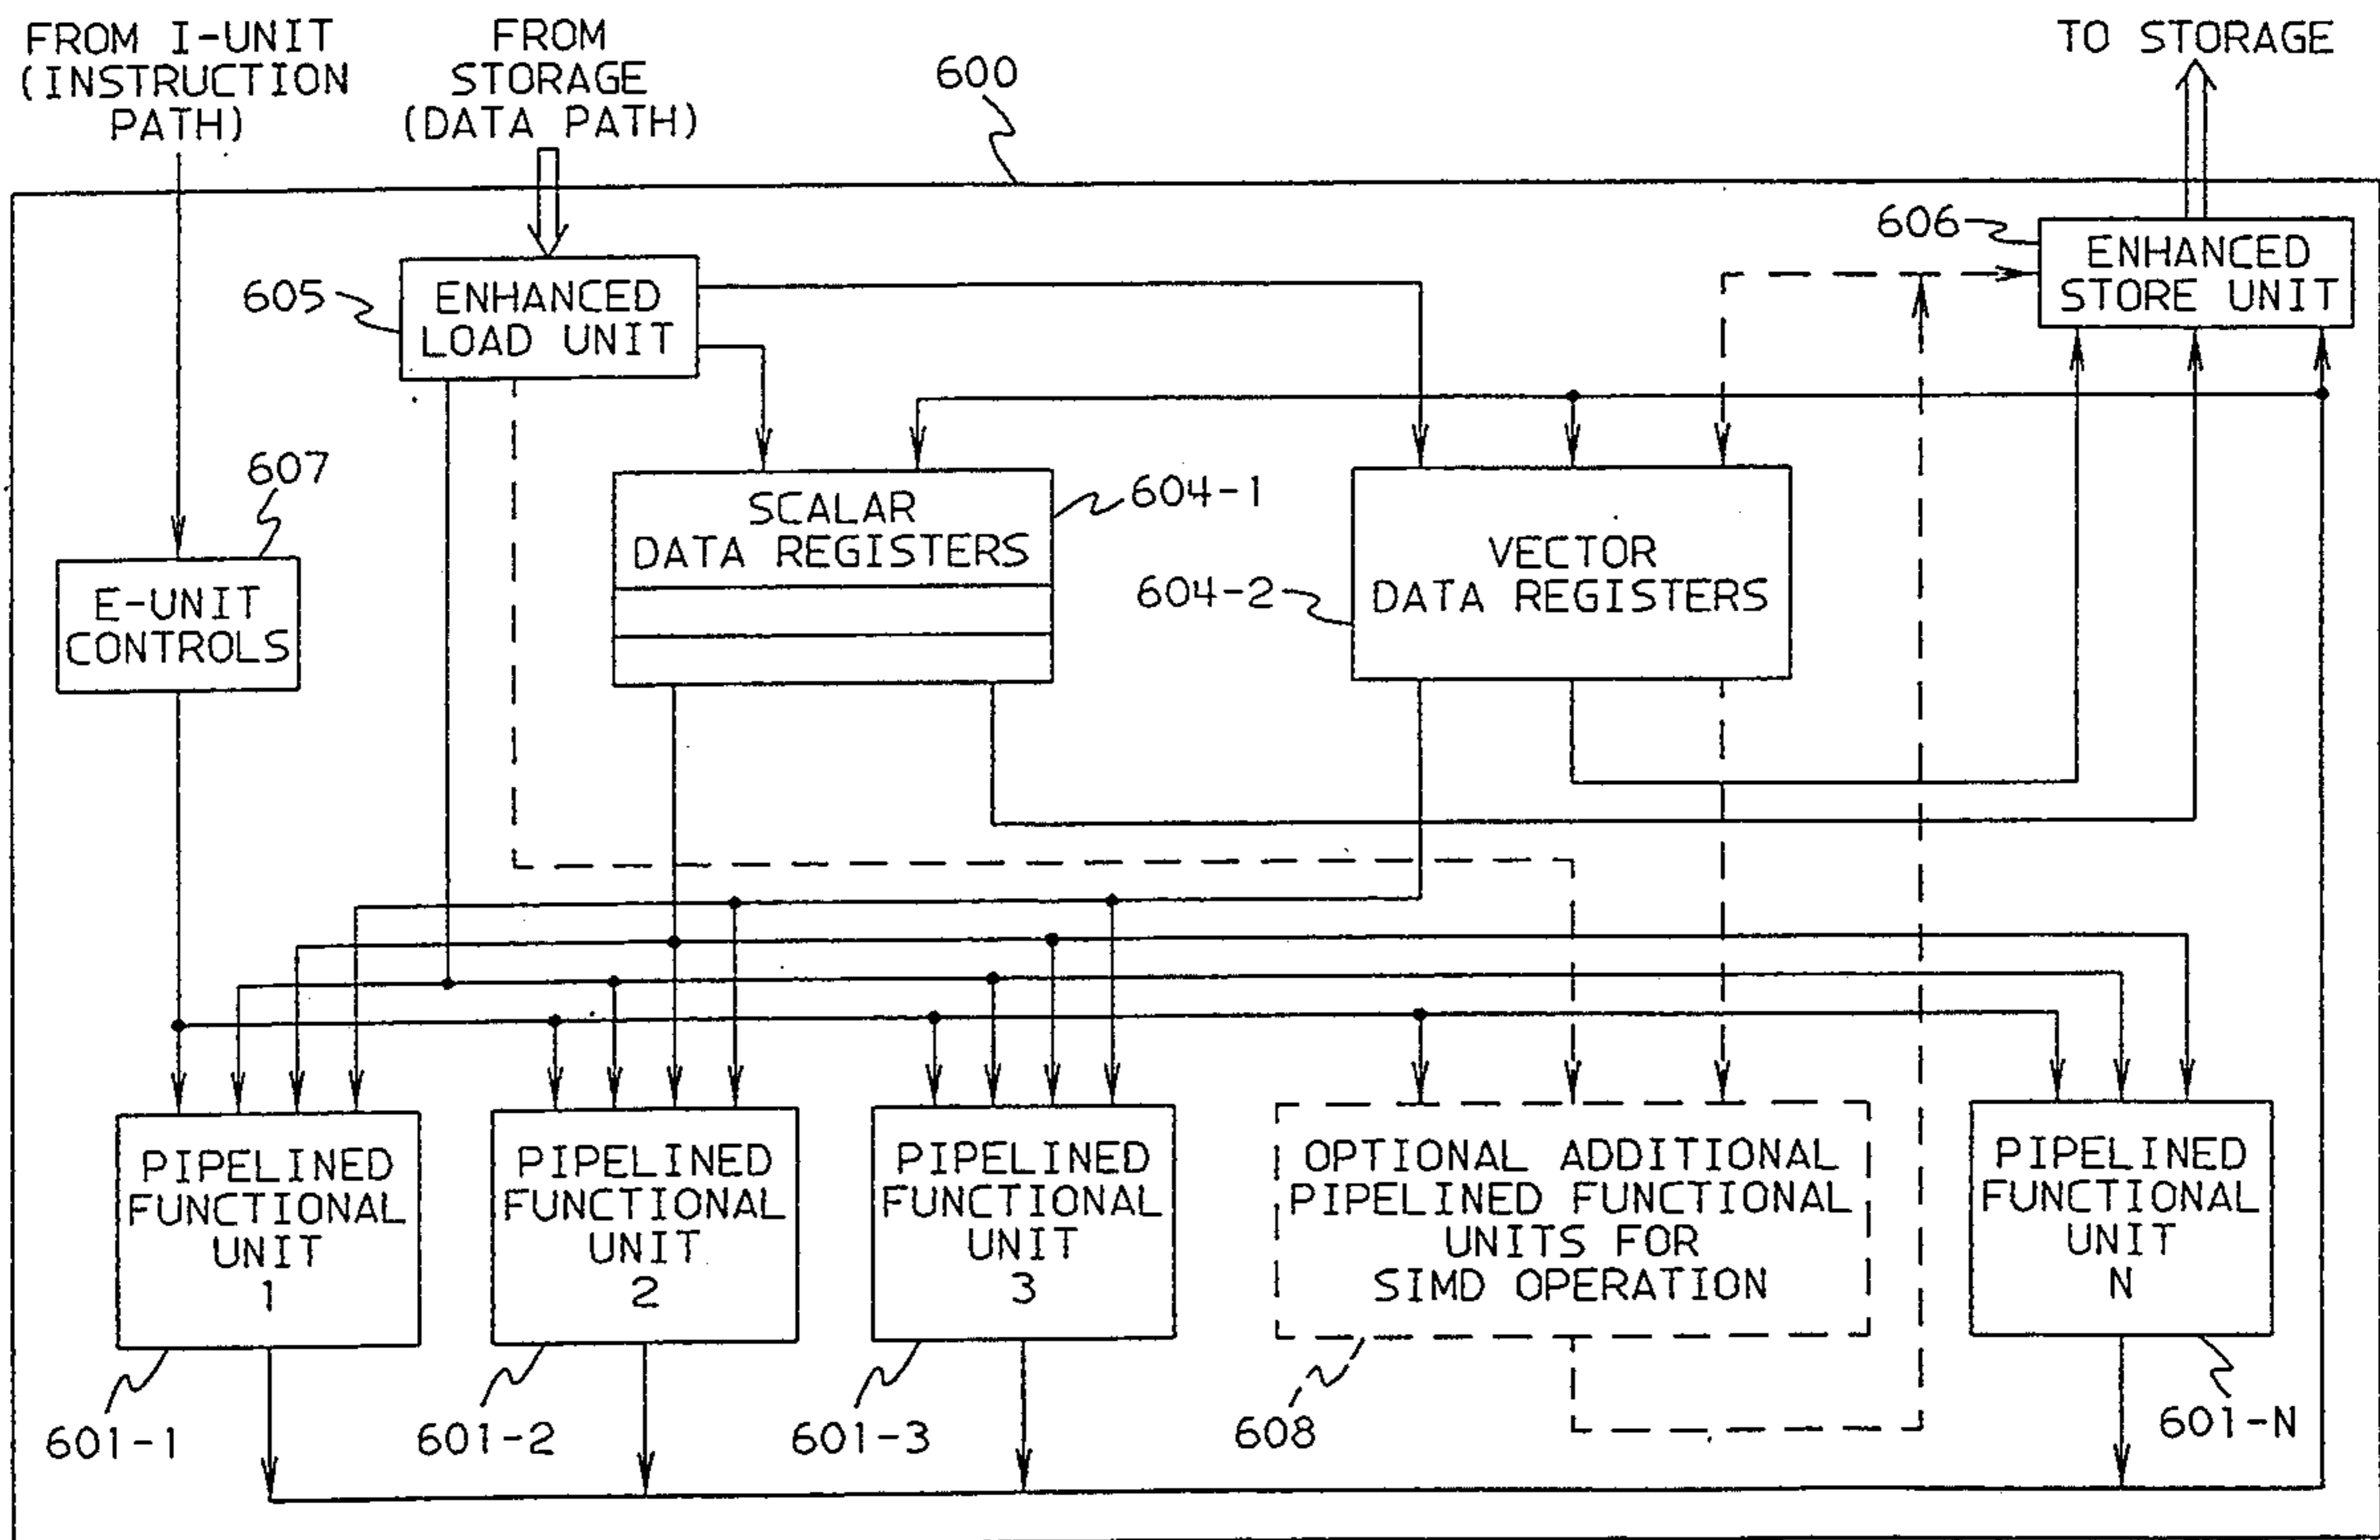 FROM I-UNIT
(INSTRUCTION
PATH)
FROM
STORAGE
(DATA PATH)
600
TO STORAGE
605
ENHANCED
LOAD UNIT
606
ENHANCED
STORE UNIT
607
E-UNIT
CONTROLS
SCALAR
DATA REGISTERS
604-1
604-2
VECTOR
DATA REGISTERS
PIPELINED
FUNCTIONAL
UNIT
1
PIPELINED
FUNCTIONAL
UNIT
2
PIPELINED
FUNCTIONAL
UNIT
3
OPTIONAL ADDITIONAL
PIPELINED FUNCTIONAL
UNITS FOR
SIMD OPERATION
PIPELINED
FUNCTIONAL
UNIT
N
601-1
601-2
601-3
608
601-N